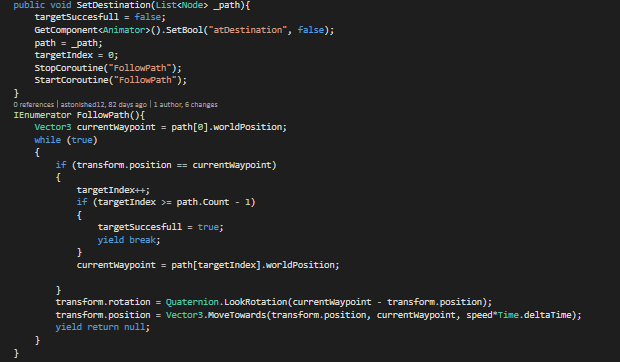 public void SetDestination(List<Node> _path){
targetSuccesfull = false;
GetComponent<Animator>().SetBool("atDestination", false);
path = _path;
targetIndex = 0;
StopCoroutine("FollowPath");
StartCoroutine("FollowPath");
}
0 references | astonished12, 82 days ago | 1 author, 6 changes
IEnumerator FollowPath(){
Vector3 currentWaypoint = path[0].worldPosition;
while (true)
{
if (transform.position == currentWaypoint)
{
targetIndex++;
if (targetIndex >= path.Count - 1)
{
targetSuccesfull = true;
yield break;
}
currentWaypoint = path[targetIndex].worldPosition;
}
transform.rotation = Quaternion.LookRotation(currentWaypoint - transform.position);
transform.position = Vector3.MoveTowards(transform.position, currentWaypoint, speed*Time.deltaTime);
yield return null;
}
}